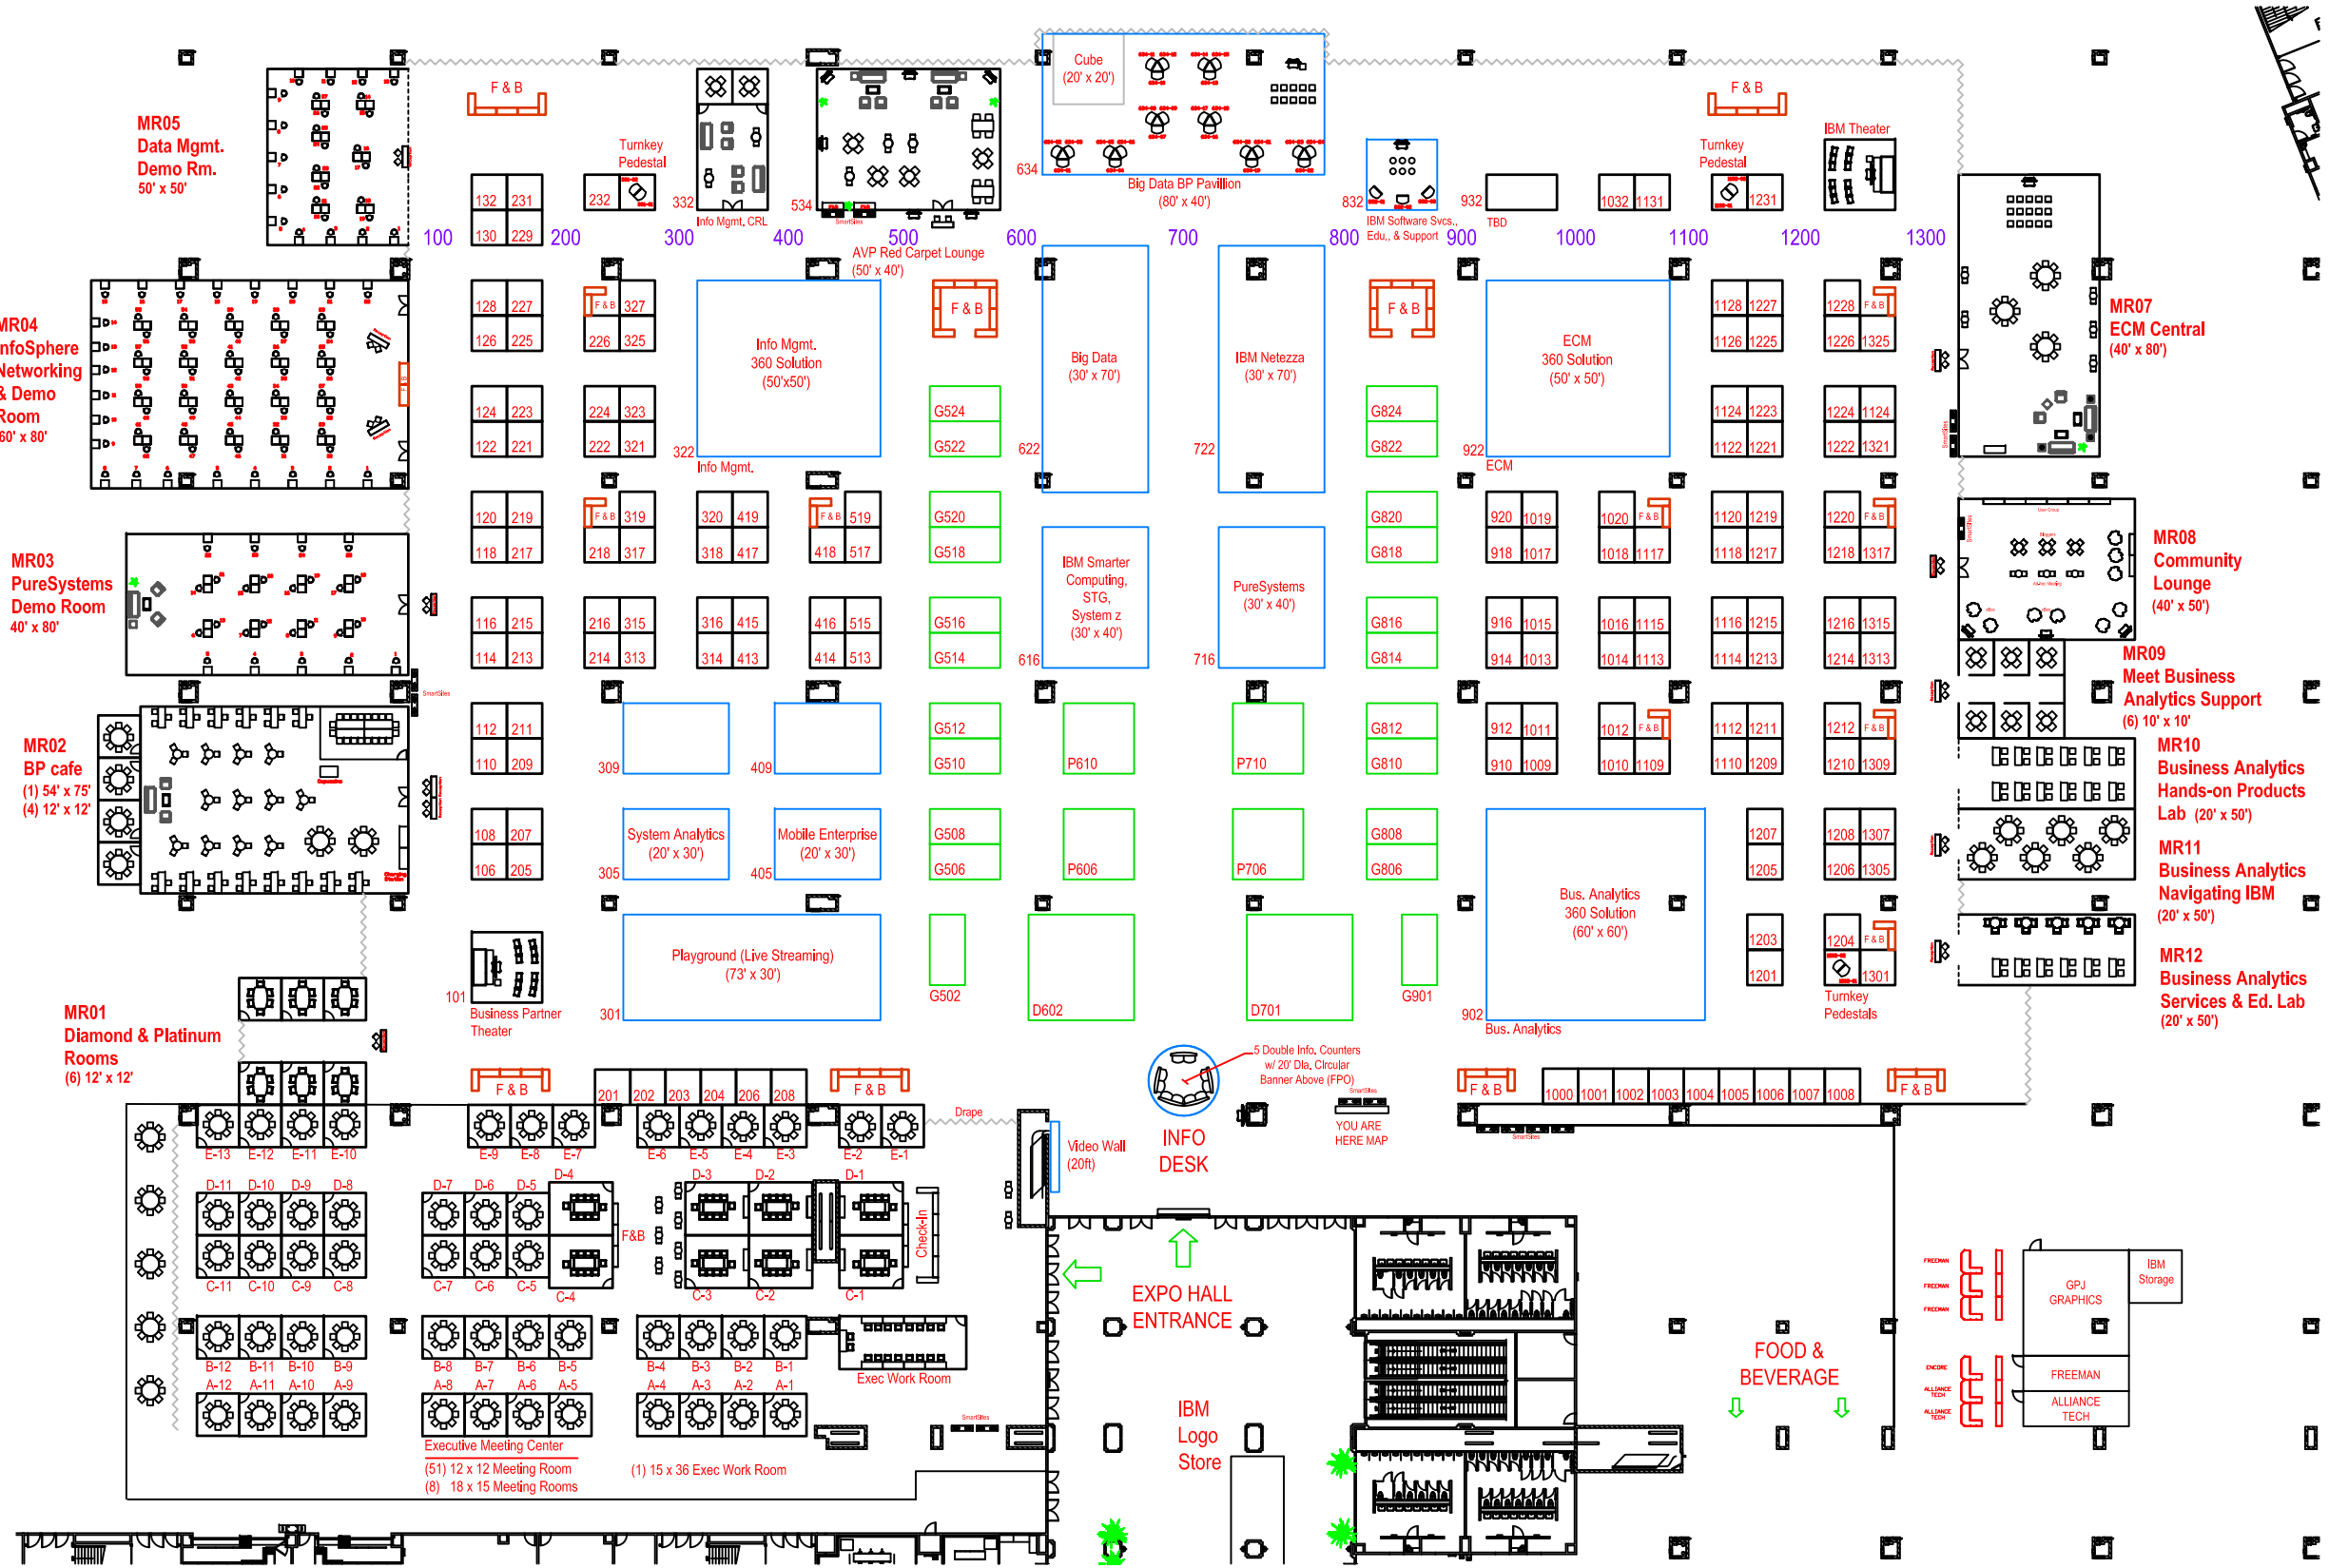 Cube
(20' x 20')
F & B
F & B
MR05
Data Mgmt.
Demo Rm.
50' x 50'
Turnkey
Pedestal
Turnkey
Pedestal
IBM Theater
634
Big Data BP Pavillion
(80' x 40')
132 231
130 229
232
332
Info Mgmt. CRL
534
SmartSites
AVP Red Carpet Lounge
(50' x 40')
832
IBM Software Svcs.,
Edu., & Support
932
TBD
1032 1131
1231
100 200 300 400 500 600 700 800 900 1000 1100 1200 1300
MR04
InfoSphere
Networking
& Demo
Room
60' x 80'
F & B
128 227
126 225
F & B 327
226 325
Info Mgmt.
360 Solution
(50'x50')
322
Info Mgmt.
F & B
Big Data
(30' x 70')
622
IBM Netezza
(30' x 70')
722
F & B
ECM
360 Solution
(50' x 50')
922
ECM
1128 1227
1126 1225
1228 F & B
1226 1325
MR07
ECM Central
(40' x 80')
SmartSites
124 223
122 221
224 323
222 321
G524
G522
G824
G822
1124 1223
1122 1221
1224 1124
1222 1321
120 219
118 217
F & B 319
218 317
320 419
318 417
F & B 519
418 517
G520
G518
G820
G818
920 1019
918 1017
1020 F & B
1018 1117
1120 1219
1118 1217
1220 F & B
1218 1317
MR03
PureSystems
Demo Room
40' x 80'
SmartSites
IBM Smarter
Computing,
STG,
System z
(30' x 40')
616
PureSystems
(30' x 40')
716
SmartSites
User Group
MR08
Community
Lounge
(40' x 50')
116 215
114 213
216 315
214 313
316 415
314 413
416 515
414 513
G516
G514
G816
G814
916 1015
914 1013
1016 1115
1014 1113
1116 1215
1114 1213
1216 1315
1214 1313
MR09
Meet Business
Analytics Support
(6) 10' x 10'
MR02
BP cafe
(1) 54' x 75'
(4) 12' x 12'
Charging
Station
112 211
110 209
309
409
G512
G510
P610
P710
G812
G810
912 1011
910 1009
1012 F & B
1010 1109
1112 1211
1110 1209
1212 F & B
1210 1309
MR10
Business Analytics
Hands-on Products
Lab (20' x 50')
108 207
106 205
System Analytics
(20' x 30')
305
Mobile Enterprise
(20' x 30')
405
G508
G506
P606
P706
G808
G806
Bus. Analytics
360 Solution
(60' x 60')
902
Bus. Analytics
1207
1205
1208 1307
1206 1305
MR11
Business Analytics
Navigating IBM
(20' x 50')
101
Business Partner
Theater
Playground (Live Streaming)
(73' x 30')
301
G502
D602
D701
G901
1203
1201
1204 F & B
1301
Turnkey
Pedestals
MR12
Business Analytics
Services & Ed. Lab
(20' x 50')
MR01
Diamond & Platinum
Rooms
(6) 12' x 12'
F & B
201 202 203 204 206 208
F & B
5 Double Info. Counters
w/ 20' Dia. Circular
Banner Above (FPO)
SmartSites
YOU ARE
HERE MAP
INFO
DESK
F & B
1000 1001 1002 1003 1004 1005 1006 1007 1008
F & B
SmartSites
Drape
Video Wall
(20ft)
E-13 E-12 E-11 E-10
E-9 E-8 E-7
E-6 E-5 E-4 E-3
E-2 E-1
D-11 D-10 D-9 D-8
D-7 D-6 D-5 D-4
D-3 D-2 D-1
F&B
Check-In
C-11 C-10 C-9 C-8
C-7 C-6 C-5 C-4
C-3 C-2 C-1
EXPO HALL
ENTRANCE
B-12 B-11 B-10 B-9
B-8 B-7 B-6 B-5
B-4 B-3 B-2 B-1
Exec Work Room
A-12 A-11 A-10 A-9
A-8 A-7 A-6 A-5
A-4 A-3 A-2 A-1
SmartSites
Executive Meeting Center
(51) 12 x 12 Meeting Room
(8) 18 x 15 Meeting Rooms
(1) 15 x 36 Exec Work Room
IBM
Logo
Store
FOOD &
BEVERAGE
FREEMAN
FREEMAN
FREEMAN
ENCORE
ALLIANCE
TECH
ALLIANCE
TECH
GPJ
GRAPHICS
IBM
Storage
FREEMAN
ALLIANCE
TECH